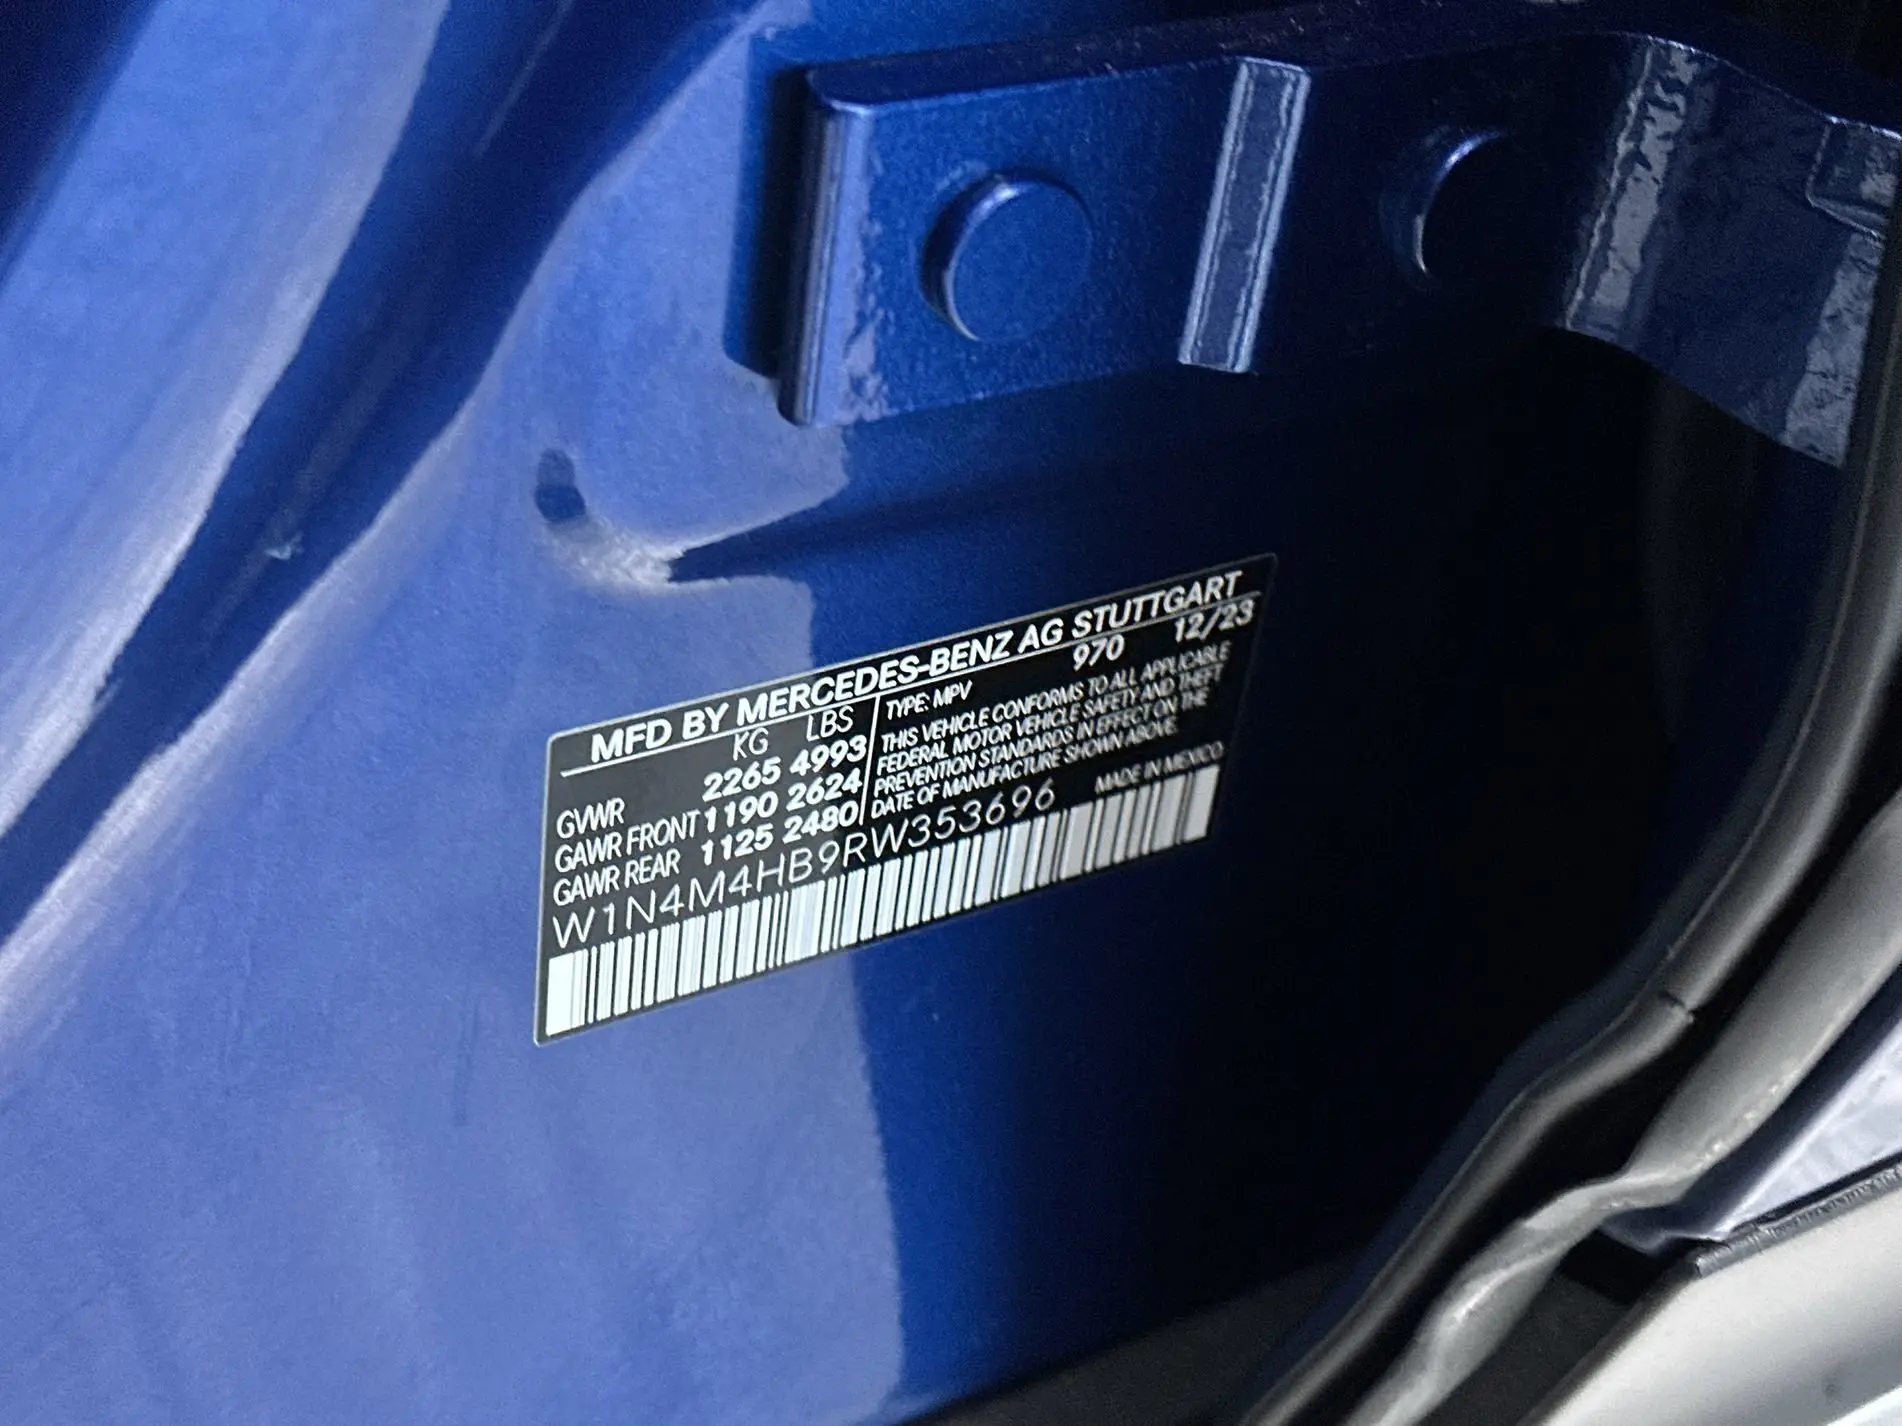 MFD BY MERCEDES-BENZ AG STUTTGART
KG LBS
GVWR 2265 4993
GAWR FRONT 1190 2624
GAWR REAR 1125 2480
970 12/23
TYPE: MPV
THIS VEHICLE CONFORMS TO ALL APPLICABLE
FEDERAL MOTOR VEHICLE SAFETY AND THEFT
PREVENTION STANDARDS IN EFFECT ON THE
DATE OF MANUFACTURE SHOWN ABOVE.
MADE IN MEXICO
W1N4M4HB9RW353696